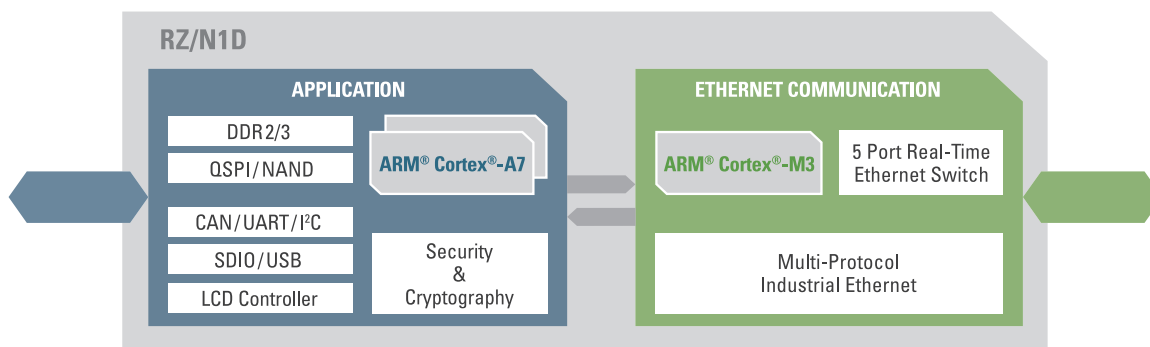 RZ/N1D
APPLICATION
DDR2/3
QSPI/NAND
CAN/UART/I²C
SDIO/USB
LCD Controller
ARM® Cortex®-A7
Security
&
Cryptography
ETHERNET COMMUNICATION
ARM® Cortex®-M3
5 Port Real-Time
Ethernet Switch
Multi-Protocol
Industrial Ethernet